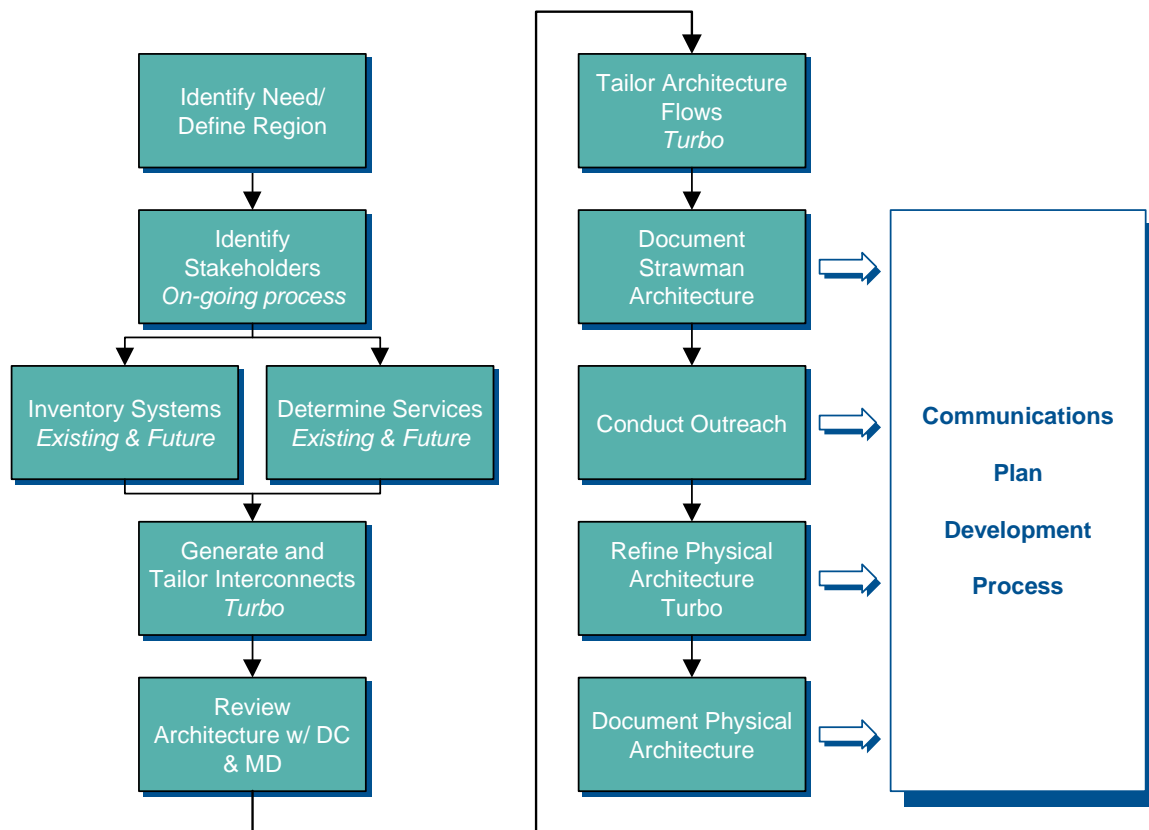 Identify Need/
Define Region
Identify
Stakeholders
On-going process
Inventory Systems
Existing & Future
Determine Services
Existing & Future
Generate and
Tailor Interconnects
Turbo
Review
Architecture w/ DC
& MD
Tailor Architecture
Flows
Turbo
Document
Strawman
Architecture
Conduct Outreach
Refine Physical
Architecture
Turbo
Document Physical
Architecture
Communications
Plan
Development
Process